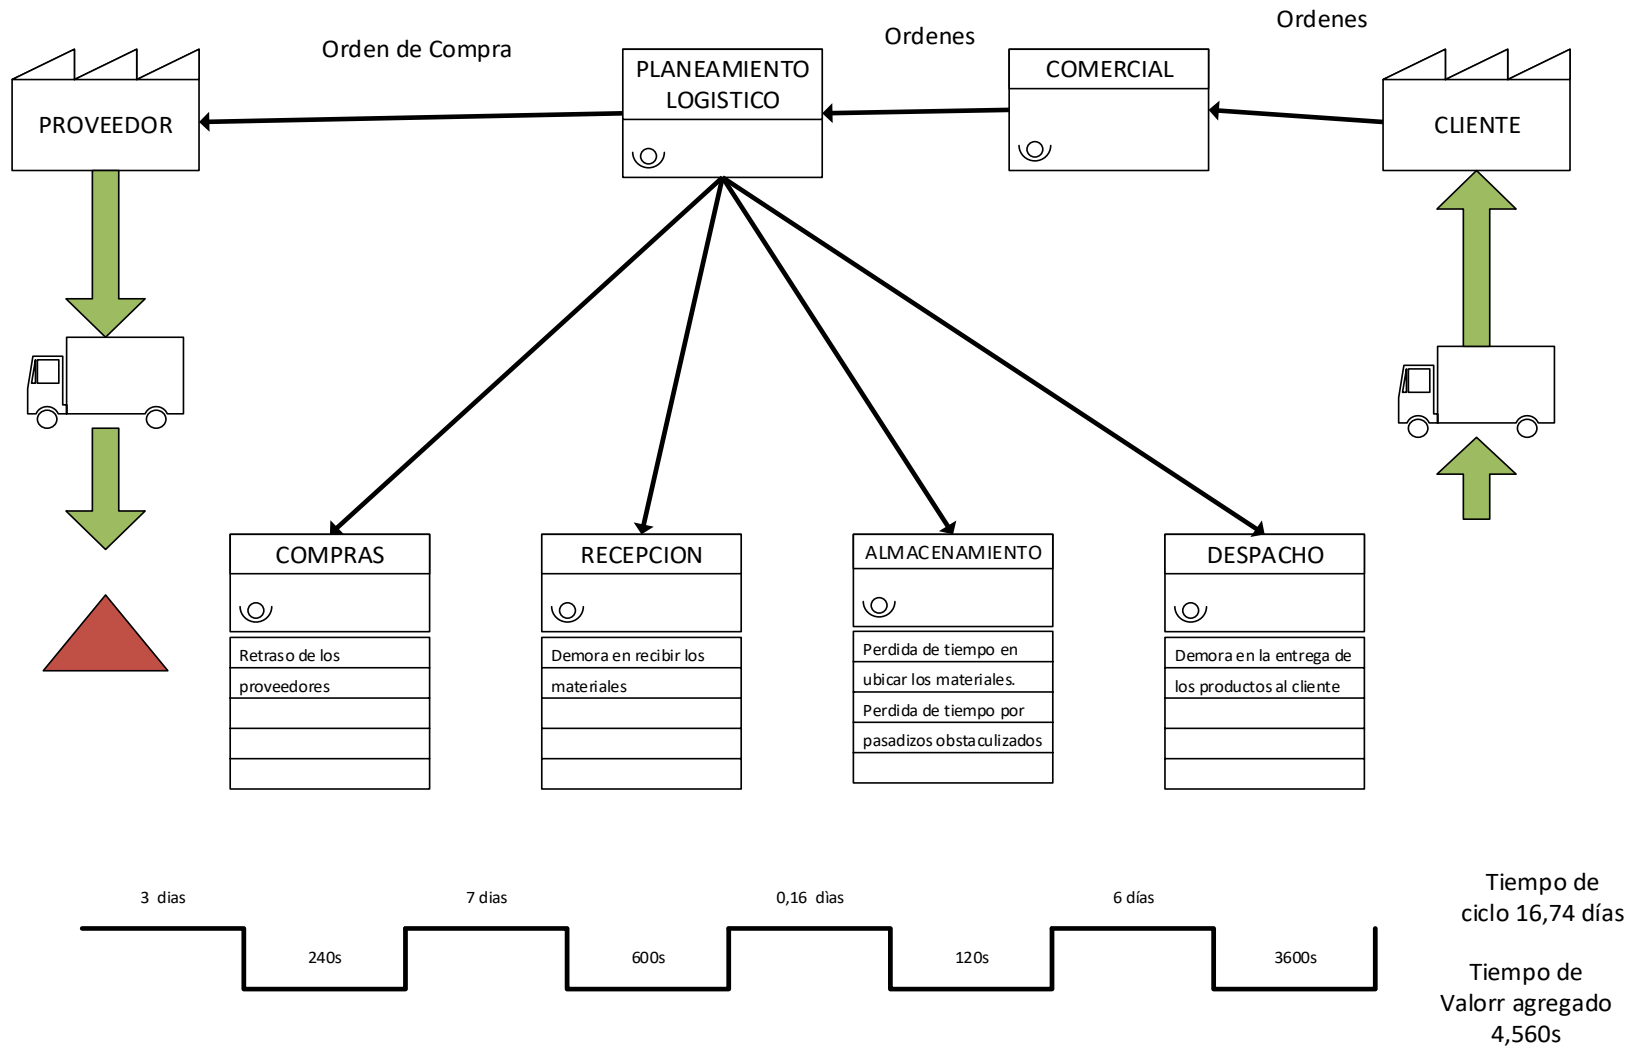 Ordenes
Ordenes
Orden de Compra
PROVEEDOR
PLANEAMIENTO
LOGISTICO
COMERCIAL
CLIENTE
COMPRAS
Retraso de los
proveedores
RECEPCION
Demora en recibir los
materiales
ALMACENAMIENTO
Perdida de tiempo en
ubicar los materiales.
Perdida de tiempo por
pasadizos obstaculizados
DESPACHO
Demora en la entrega de
los productos al cliente
3 dias
7 dias
0,16 dìas
6 días
240s
600s
120s
3600s
Tiempo de
ciclo 16,74 días
Tiempo de
Valorr agregado
4,560s